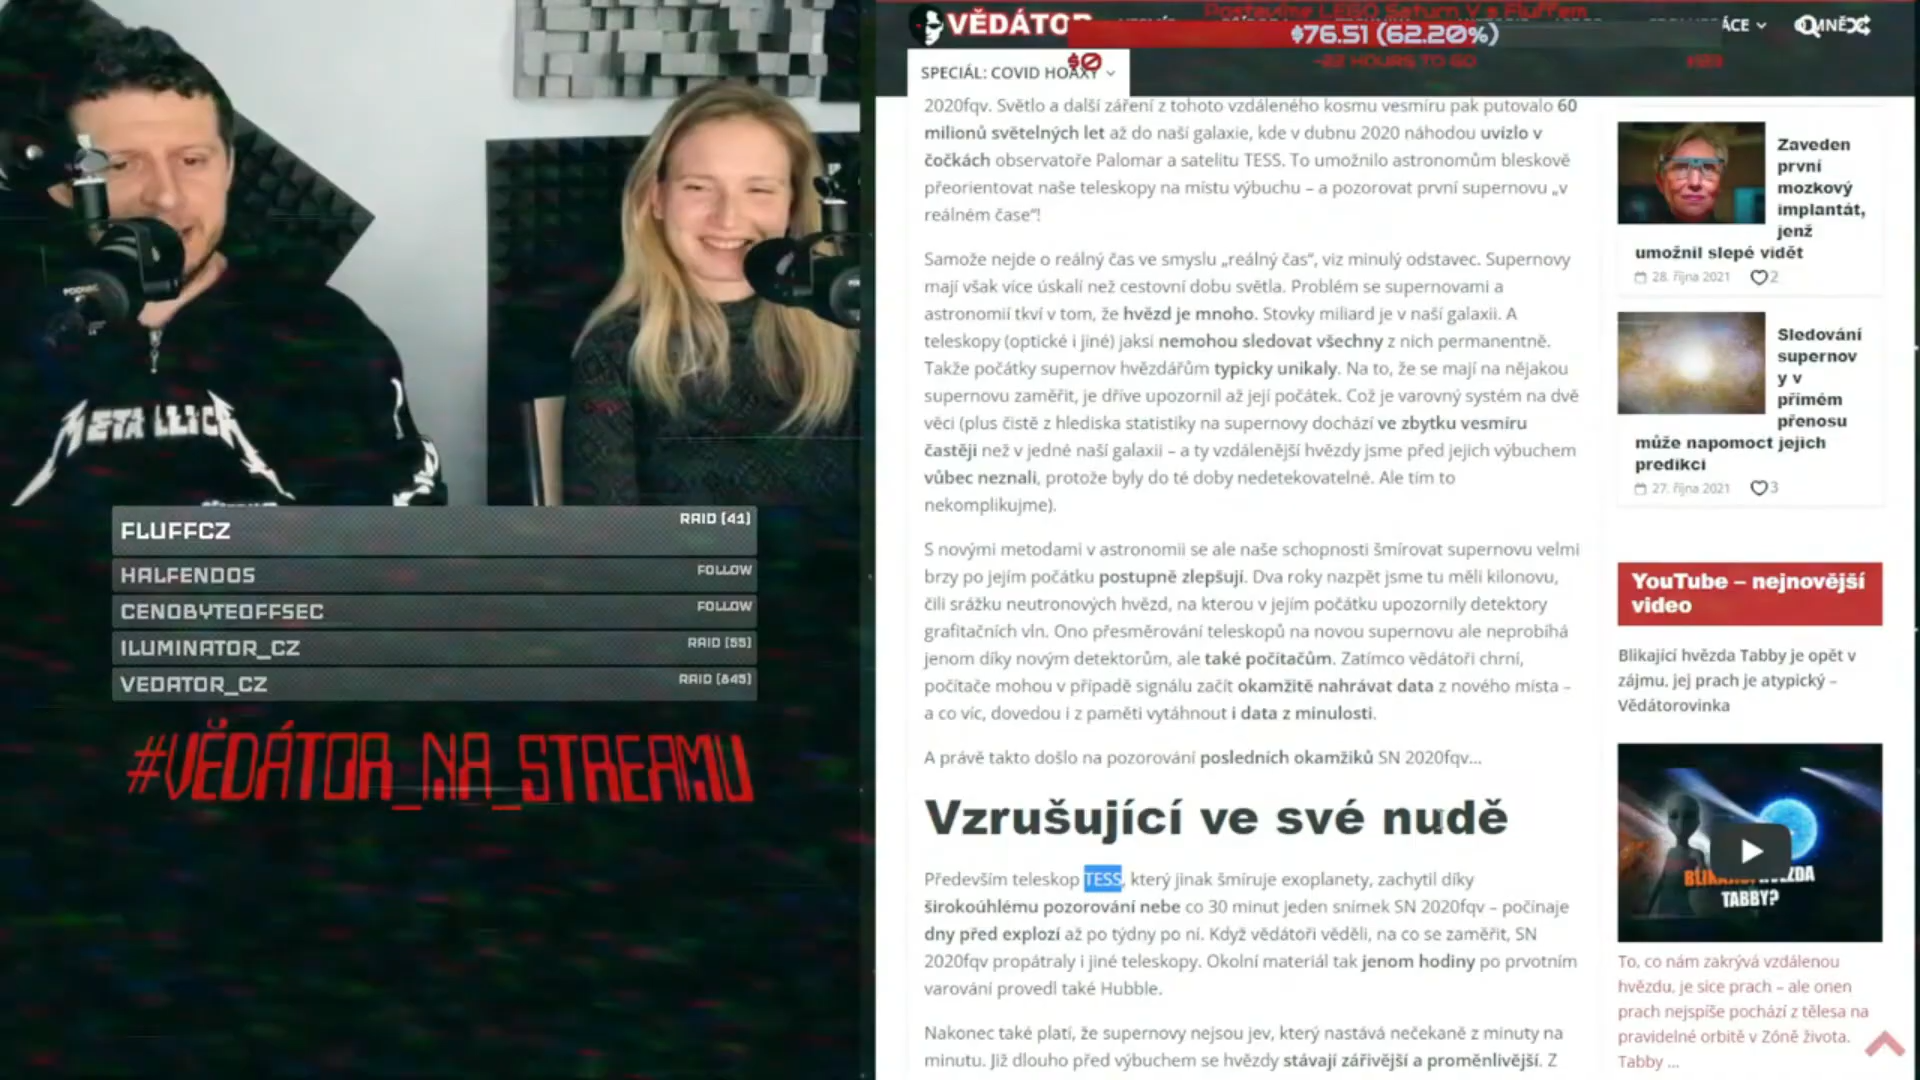 METALLICA
FLUFFCZ
RAID (41)
HALFENDOS
FOLLOW
CENOBYTEOFFSEC
FOLLOW
ILUMINATOR_CZ
RAID (55)
VEDATOR_CZ
RAID (845)
#VĚDÁTOR_NA_STREAMU
VĚDÁTOR
Postavíme LEGO Saturn V s Fluffem
$76.51 (62.20%)
$0
~22 HOURS TO GO
$123
SPECIÁL: COVID HOAXY
2020fqv. Světlo a další záření z tohoto vzdáleného kosmu vesmíru pak putovalo 60
milionů světelných let až do naší galaxie, kde v dubnu 2020 náhodou uvízlo v
čočkách observatoře Palomar a satelitu TESS. To umožnilo astronomům bleskově
přeorientovat naše teleskopy na místu výbuchu – a pozorovat první supernovu „v
reálném čase“!
Samože nejde o reálný čas ve smyslu „reálný čas“, viz minulý odstavec. Supernovy
mají však více úskalí než cestovní dobu světla. Problém se supernovami a
astronomií tkví v tom, že hvězd je mnoho. Stovky miliard je v naší galaxii. A
teleskopy (optické i jiné) jaksi nemohou sledovat všechny z nich permanentně.
Takže počátky supernov hvězdářům typicky unikaly. Na to, že se mají na nějakou
supernovu zaměřit, je dříve upozornil až její počátek. Což je varovný systém na dvě
věci (plus čistě z hlediska statistiky na supernovy dochází ve zbytku vesmíru
častěji než v jedné naší galaxii – a ty vzdálenější hvězdy jsme před jejich výbuchem
vůbec neznali, protože byly do té doby nedetekovatelné. Ale tím to
nekomplikujme).
S novými metodami v astronomii se ale naše schopnosti šmírovat supernovu velmi
brzy po jejím počátku postupně zlepšují. Dva roky nazpět jsme tu měli kilonovu,
čili srážku neutronových hvězd, na kterou v jejím počátku upozornily detektory
grafitačních vln. Ono přesměrování teleskopů na novou supernovu ale neprobíhá
jenom díky novým detektorům, ale také počítačům. Zatímco vědátoři chrní,
počítače mohou v případě signálu začít okamžitě nahrávat data z nového místa –
a co víc, dovedou i z paměti vytáhnout i data z minulosti.
A právě takto došlo na pozorování posledních okamžiků SN 2020fqv...
Vzrušující ve své nudě
Především teleskop TESS, který jinak šmíruje exoplanety, zachytil díky
širokoúhlému pozorování nebe co 30 minut jeden snímek SN 2020fqv – počínaje
dny před explozí až po týdny po ní. Když vědátoři věděli, na co se zaměřit, SN
2020fqv propátraly i jiné teleskopy. Okolní materiál tak jenom hodiny po prvotním
varování provedl také Hubble.
Nakonec také platí, že supernovy nejsou jev, který nastává nečekaně z minuty na
minutu. Již dlouho před výbuchem se hvězdy stávají zářivější a proměnlivější. Z
Zaveden
první
mozkový
implantát,
jenž
umožnil slepé vidět
28. října 2021
2
Sledování
supernov
y v
přímém
přenosu
může napomoct jejich
predikci
27. října 2021
3
YouTube – nejnovější
video
Blikající hvězda Tabby je opět v
zájmu, jej prach je atypický –
Vědátorovinka
TABBY?
To, co nám zakrývá vzdálenou
hvězdu, je sice prach – ale onen
prach nejspíše pochází z tělesa na
pravidelné orbitě v Zóně života.
Tabby ...